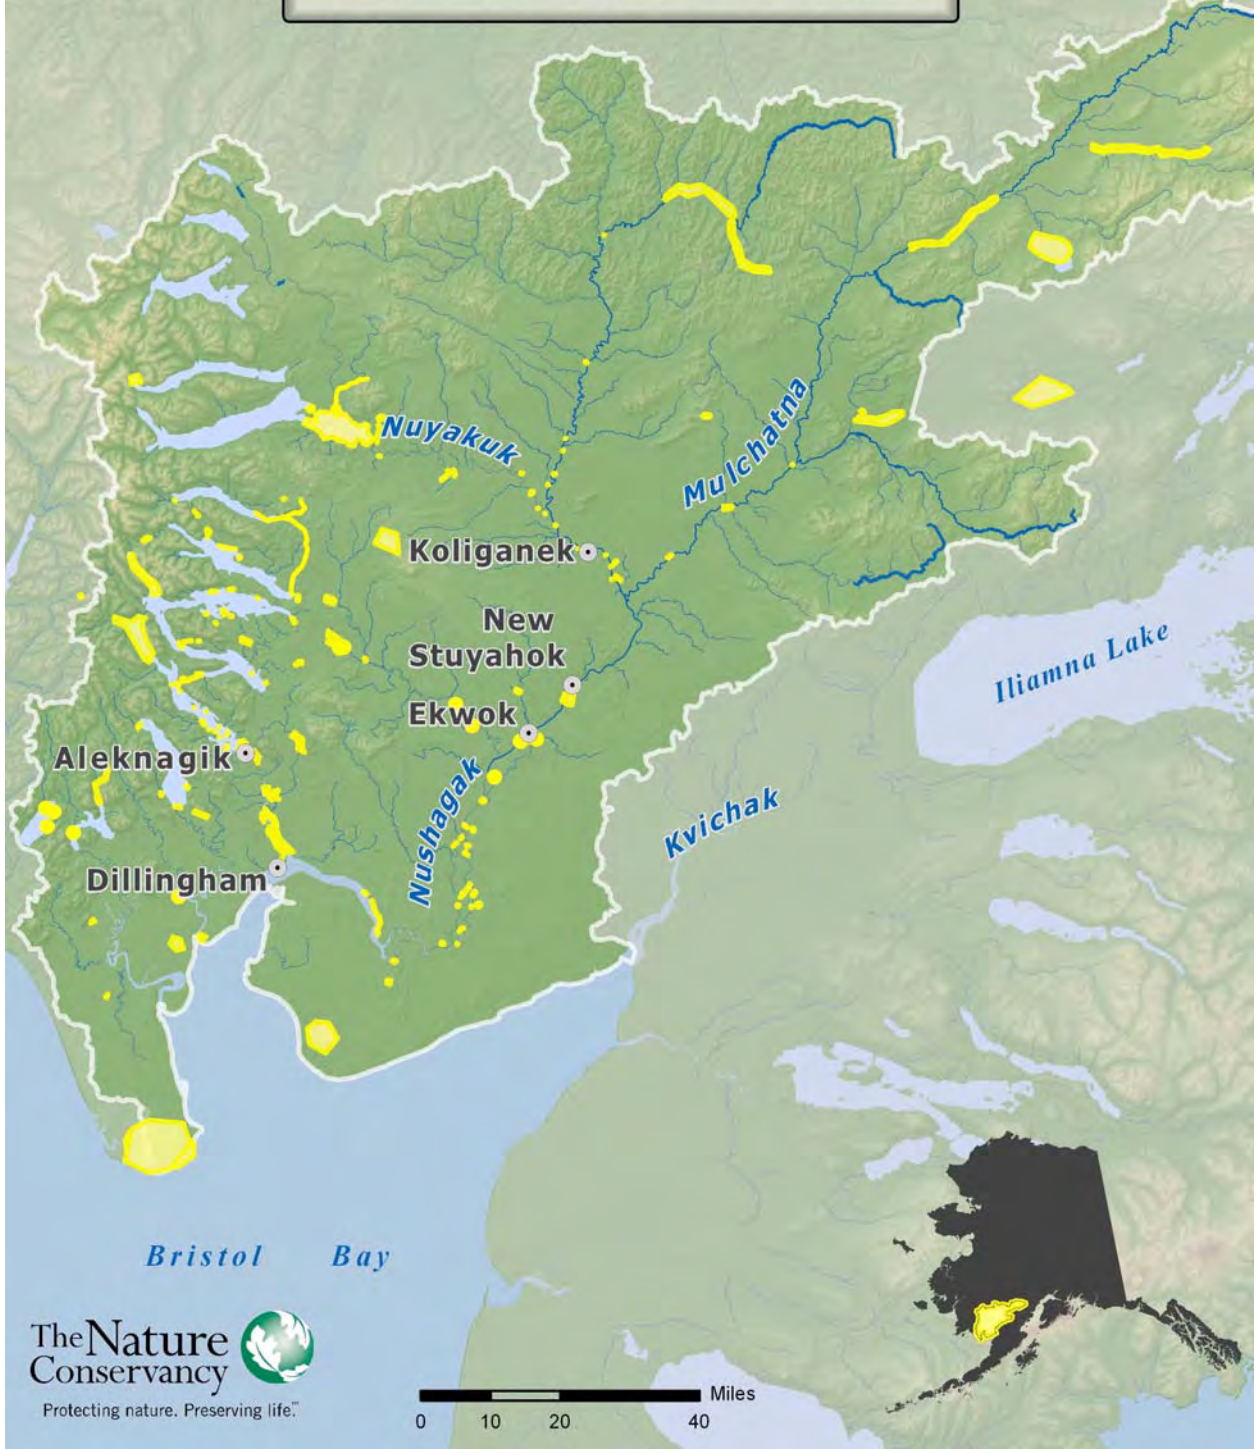 Nuyakuk
Mulchatna
Koliganek
New
Stuyahok
Iliamna Lake
Ekwok
Aleknagik
Nushagak
Kvichak
Dillingham
Bristol Bay
The Nature
Conservancy
Protecting nature. Preserving life.™
Miles
0 10 20 40